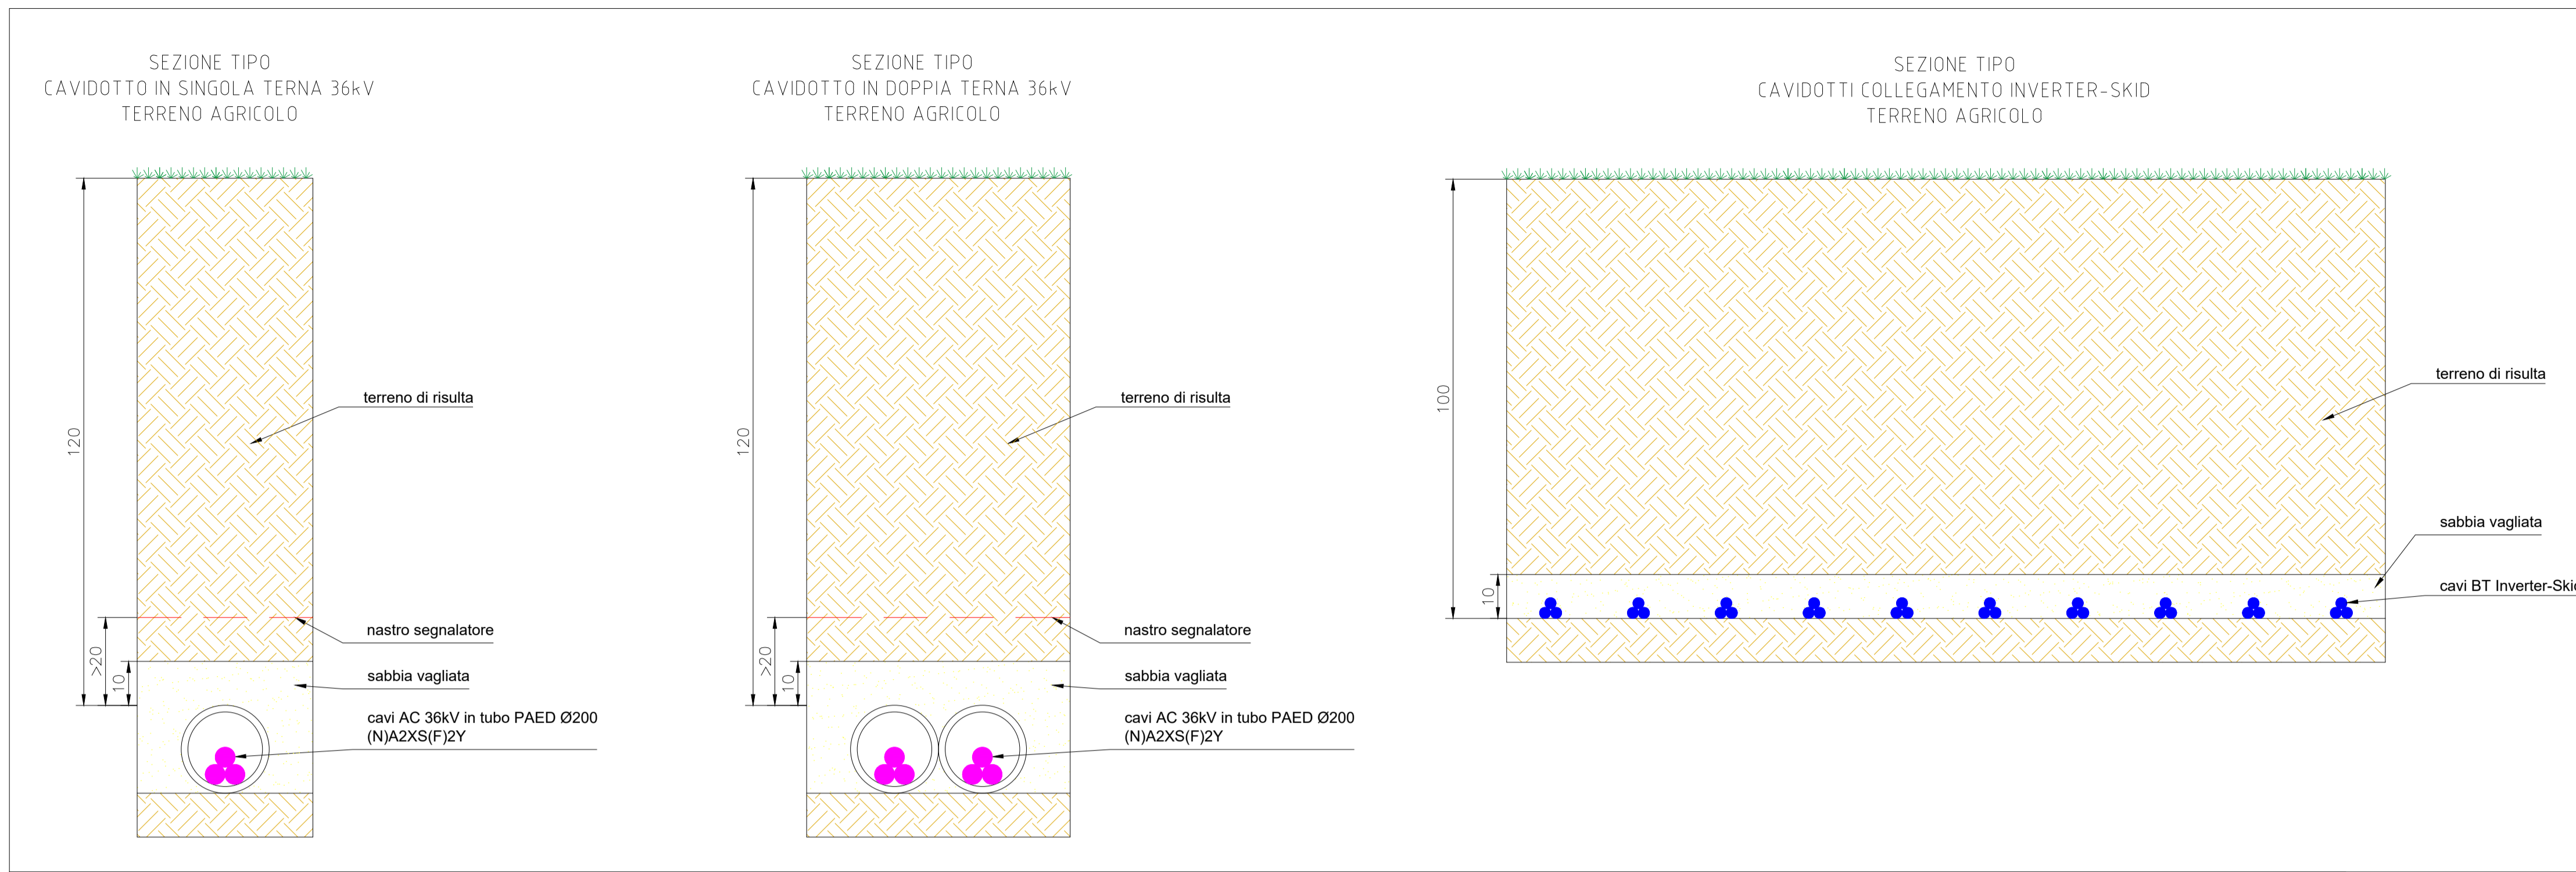 SEZIONE TIPO
CAVIDOTTO IN SINGOLA TERNA 36kV
TERRENO AGRICOLO
120
>20
10
terreno di risulta
nastro segnalatore
sabbia vagliata
cavi AC 36kV in tubo PAED Ø200
(N)A2XS(F)2Y
SEZIONE TIPO
CAVIDOTTO IN DOPPIA TERNA 36kV
TERRENO AGRICOLO
120
>20
10
terreno di risulta
nastro segnalatore
sabbia vagliata
cavi AC 36kV in tubo PAED Ø200
(N)A2XS(F)2Y
SEZIONE TIPO
CAVIDOTTI COLLEGAMENTO INVERTER-SKID
TERRENO AGRICOLO
100
10
terreno di risulta
sabbia vagliata
cavi BT